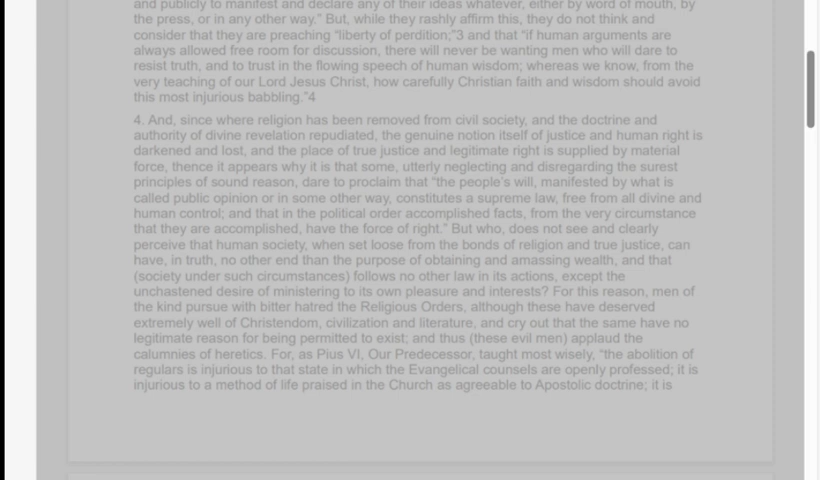 and publicly to manifest and declare any of their ideas whatever, either by word of mouth, by
the press, or in any other way.” But, while they rashly affirm this, they do not think and
consider that they are preaching “liberty of perdition;”3 and that “if human arguments are
always allowed free room for discussion, there will never be wanting men who will dare to
resist truth, and to trust in the flowing speech of human wisdom; whereas we know, from the
very teaching of our Lord Jesus Christ, how carefully Christian faith and wisdom should avoid
this most injurious babbling.”4
4. And, since where religion has been removed from civil society, and the doctrine and
authority of divine revelation repudiated, the genuine notion itself of justice and human right is
darkened and lost, and the place of true justice and legitimate right is supplied by material
force, thence it appears why it is that some, utterly neglecting and disregarding the surest
principles of sound reason, dare to proclaim that “the people’s will, manifested by what is
called public opinion or in some other way, constitutes a supreme law, free from all divine and
human control; and that in the political order accomplished facts, from the very circumstance
that they are accomplished, have the force of right.” But who, does not see and clearly
perceive that human society, when set loose from the bonds of religion and true justice, can
have, in truth, no other end than the purpose of obtaining and amassing wealth, and that
(society under such circumstances) follows no other law in its actions, except the
unchastened desire of ministering to its own pleasure and interests? For this reason, men of
the kind pursue with bitter hatred the Religious Orders, although these have deserved
extremely well of Christendom, civilization and literature, and cry out that the same have no
legitimate reason for being permitted to exist; and thus (these evil men) applaud the
calumnies of heretics. For, as Pius VI, Our Predecessor, taught most wisely, “the abolition of
regulars is injurious to that state in which the Evangelical counsels are openly professed; it is
injurious to a method of life praised in the Church as agreeable to Apostolic doctrine; it is